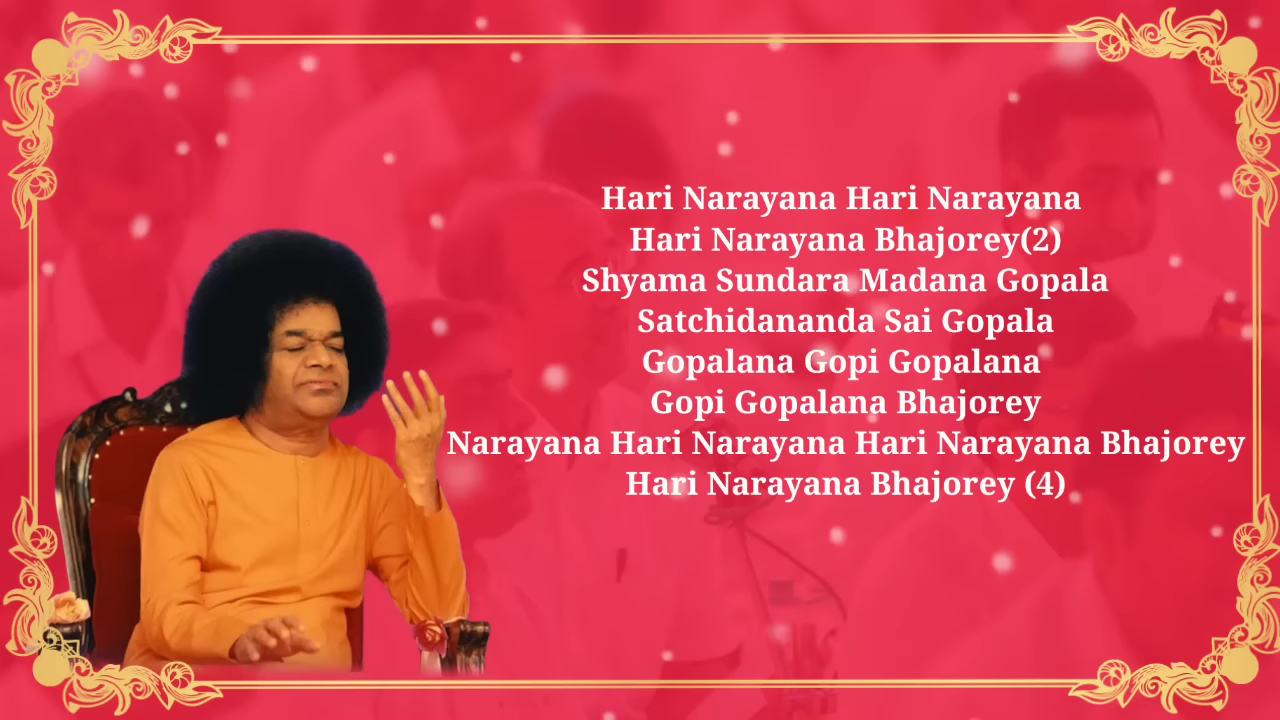 Hari Narayana Hari Narayana
Hari Narayana Bhajorey(2)
Shyama Sundara Madana Gopala
Satchidananda Sai Gopala
Gopalana Gopi Gopalana
Gopi Gopalana Bhajorey
Narayana Hari Narayana Hari Narayana Bhajorey
Hari Narayana Bhajorey (4)